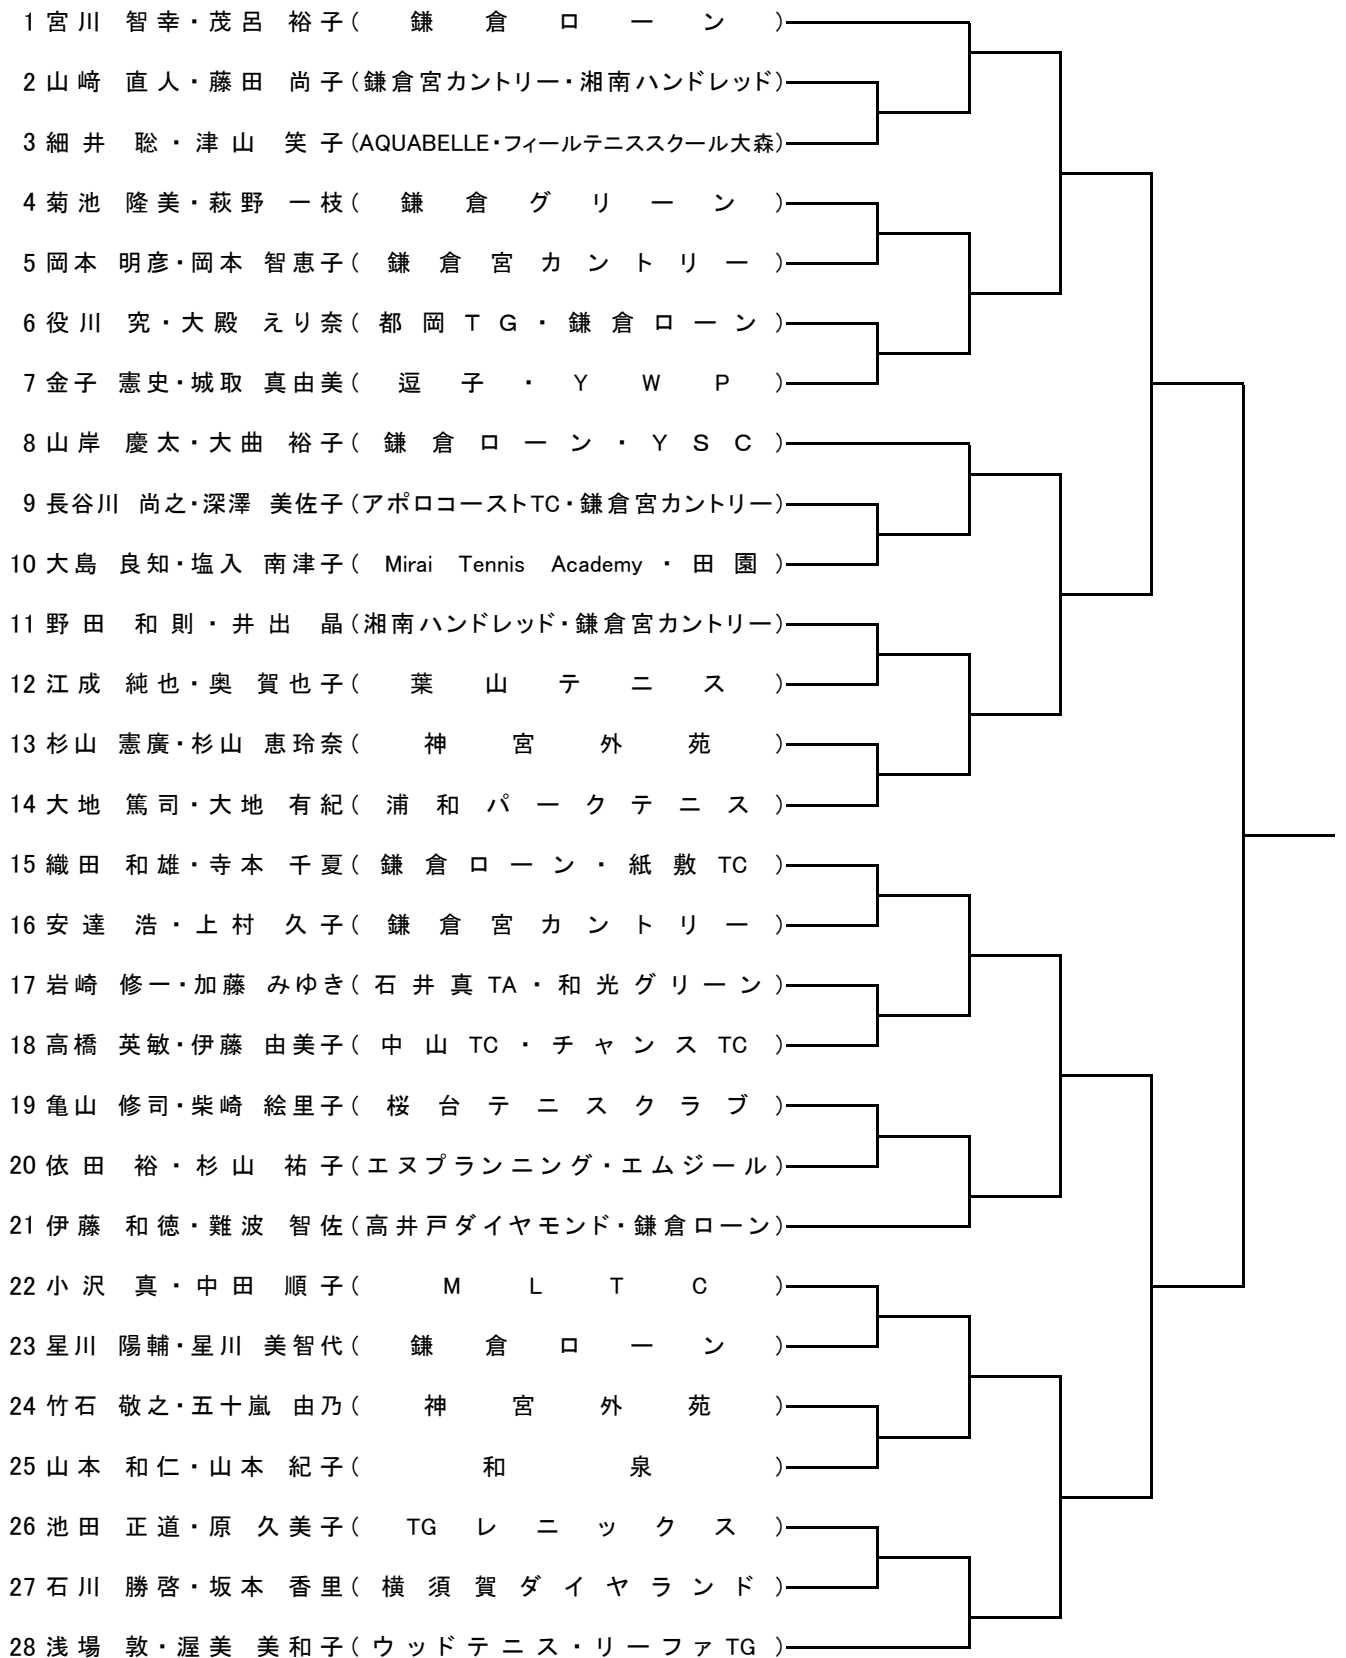 1 宮川 智幸・茂呂 裕子(鎌倉ローン)
2 山﨑 直人・藤田 尚子(鎌倉宮カントリー・湘南ハンドレッド)
3 細井 聡・津山 笑子(AQUABELLE・フィールテニススクール大森)
4 菊池 隆美・萩野 一枝(鎌倉グリーン)
5 岡本 明彦・岡本 智恵子(鎌倉宮カントリー)
6 役川 究・大殿 えり奈(都岡TG・鎌倉ローン)
7 金子 憲史・城取 真由美(逗子・YWP)
8 山岸 慶太・大曲 裕子(鎌倉ローン・YSC)
9 長谷川 尚之・深澤 美佐子(アポロコーストTC・鎌倉宮カントリー)
10 大島 良知・塩入 南津子(Mirai Tennis Academy・田園)
11 野田 和則・井出 晶(湘南ハンドレッド・鎌倉宮カントリー)
12 江成 純也・奥 賀也子(葉山テニス)
13 杉山 憲廣・杉山 恵玲奈(神宮外苑)
14 大地 篤司・大地 有紀(浦和パークテニス)
15 織田 和雄・寺本 千夏(鎌倉ローン・紙敷TC)
16 安達 浩・上村 久子(鎌倉宮カントリー)
17 岩崎 修一・加藤 みゆき(石井真TA・和光グリーン)
18 高橋 英敏・伊藤 由美子(中山TC・チャンスTC)
19 亀山 修司・柴崎 絵里子(桜台テニスクラブ)
20 依田 裕・杉山 祐子(エヌプランニング・エムジール)
21 伊藤 和徳・難波 智佐(高井戸ダイヤモンド・鎌倉ローン)
22 小沢 真・中田 順子(MLTC)
23 星川 陽輔・星川 美智代(鎌倉ローン)
24 竹石 敬之・五十嵐 由乃(神宮外苑)
25 山本 和仁・山本 紀子(和泉)
26 池田 正道・原 久美子(TGレニックス)
27 石川 勝啓・坂本 香里(横須賀ダイヤランド)
28 浅場 敦・渥美 美和子(ウッドテニス・リーファTG)